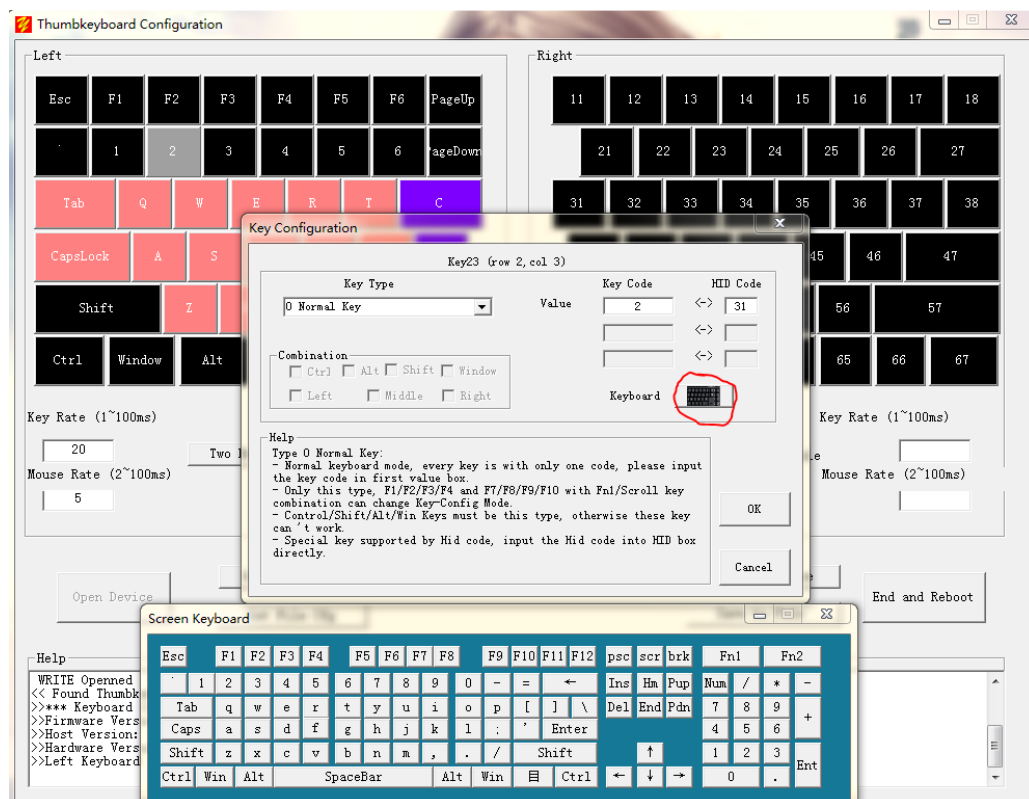 Thumbkeyboard Configuration
Left
Right
Esc F1 F2 F3 F4 F5 F6 PageUp
11 12 13 14 15 16 17 18
` 1 2 3 4 5 6 PageDown
21 22 23 24 25 26 27
Tab Q W E R T C
31 32 33 34 35 36 37 38
CapsLock A S
45 46 47
Shift Z
56 57
Ctrl Window Alt
65 66 67
Key Configuration
Key23 (row 2, col 3)
Key Type
Key Code HID Code
0 Normal Key
Value 2 <-> 31
<->
<->
Combination
Ctrl Alt Shift Window
Left Middle Right
Keyboard
Help
Type 0 Normal Key:
- Normal keyboard mode, every key is with only one code, please input
the key code in first value box.
- Only this type, F1/F2/F3/F4 and F7/F8/F9/F10 with Fn1/Scroll key
combination can change Key-Config Mode.
- Control/Shift/Alt/Win Keys must be this type, otherwise these key
can't work.
- Special key supported by Hid code, input the Hid code into HID box
directly.
OK
Cancel
Key Rate (1~100ms)
20
Two
Mouse Rate (2~100ms)
5
Key Rate (1~100ms)
Mouse Rate (2~100ms)
Open Device
End and Reboot
Screen Keyboard
Esc F1 F2 F3 F4 F5 F6 F7 F8 F9 F10 F11 F12 psc scr brk Fn1 Fn2
` 1 2 3 4 5 6 7 8 9 0 - = ← Ins Hm Pup Num / * -
Tab q w e r t y u i o p [ ] \ Del End Pdn 7 8 9 +
Caps a s d f g h j k l ; ' Enter 4 5 6
Shift z x c v b n m , . / Shift ↑ 1 2 3 Ent
Ctrl Win Alt SpaceBar Alt Win 目 Ctrl ← ↓ → 0 .
Help
WRITE Openned
<< Found Thumbk
>>*** Keyboard
>>Firmware Vers
>>Host Version:
>>Hardware Vers
>>Left Keyboard